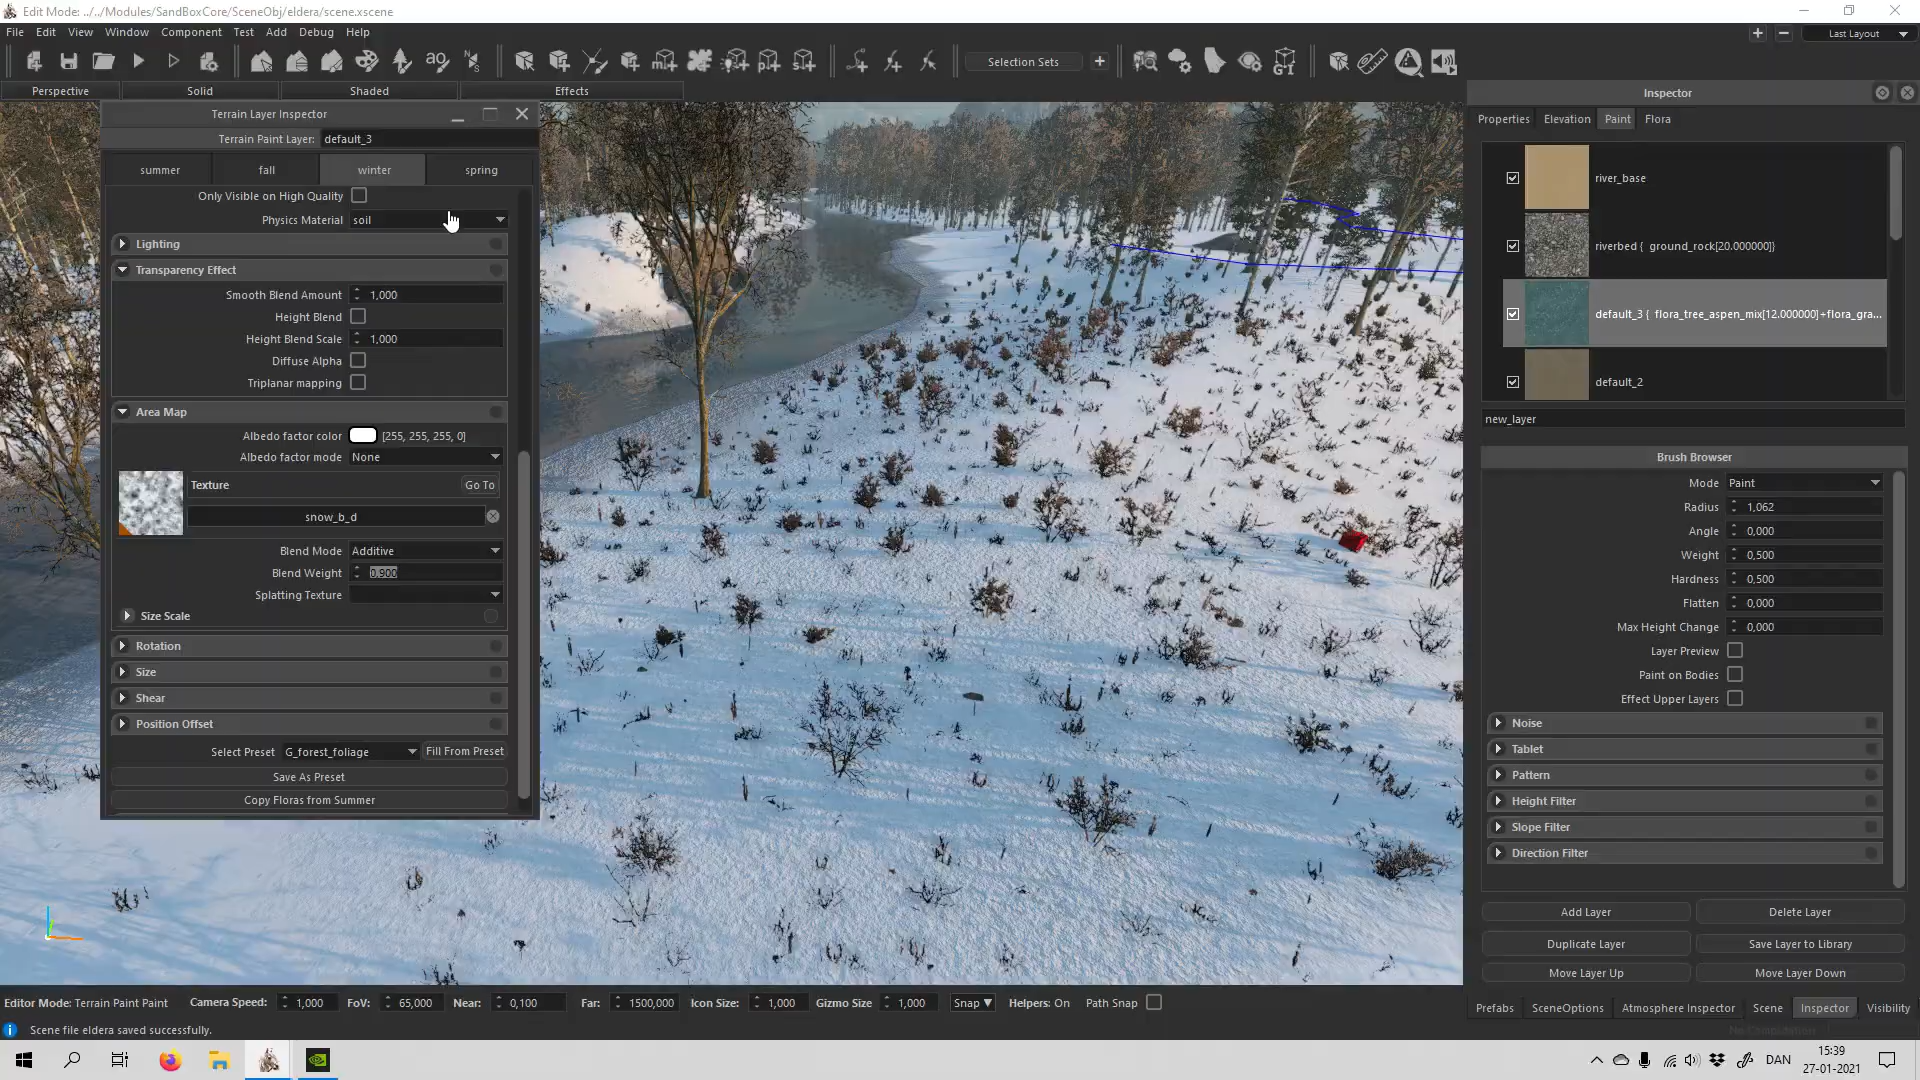 Edit Mode: ../../Modules/SandBoxCore/SceneObj/eldera/scene.xscene
File Edit View Window Component Test Add Debug Help
Last Layout
Selection Sets
Perspective Solid Shaded Effects
Terrain Layer Inspector
Terrain Paint Layer: default_3
summer fall winter spring
Only Visible on High Quality
Physics Material soil
Lighting
Transparency Effect
Smooth Blend Amount 1,000
Height Blend
Height Blend Scale 1,000
Diffuse Alpha
Triplanar mapping
Area Map
Albedo factor color [255, 255, 255, 0]
Albedo factor mode None
Texture Go To
snow_b_d
Blend Mode Additive
Blend Weight 0,900
Splatting Texture
Size Scale
Rotation
Size
Shear
Position Offset
Select Preset G_forest_foliage Fill From Preset
Save As Preset
Copy Floras from Summer
Inspector
Properties Elevation Paint Flora
river_base
riverbed { ground_rock[20.000000]}
default_3 { flora_tree_aspen_mix[12.000000]+flora_gra...
default_2
new_layer
Brush Browser
Mode Paint
Radius 1,062
Angle 0,000
Weight 0,500
Hardness 0,500
Flatten 0,000
Max Height Change 0,000
Layer Preview
Paint on Bodies
Effect Upper Layers
Noise
Tablet
Pattern
Height Filter
Slope Filter
Direction Filter
Add Layer Delete Layer
Duplicate Layer Save Layer to Library
Move Layer Up Move Layer Down
Editor Mode: Terrain Paint Paint Camera Speed: 1,000 FoV: 65,000 Near: 0,100 Far: 1500,000 Icon Size: 1,000 Gizmo Size 1,000 Snap Helpers: On Path Snap
Prefabs SceneOptions Atmosphere Inspector Scene Inspector Visibility
Scene file eldera saved successfully.
DAN
15:39
27-01-2021